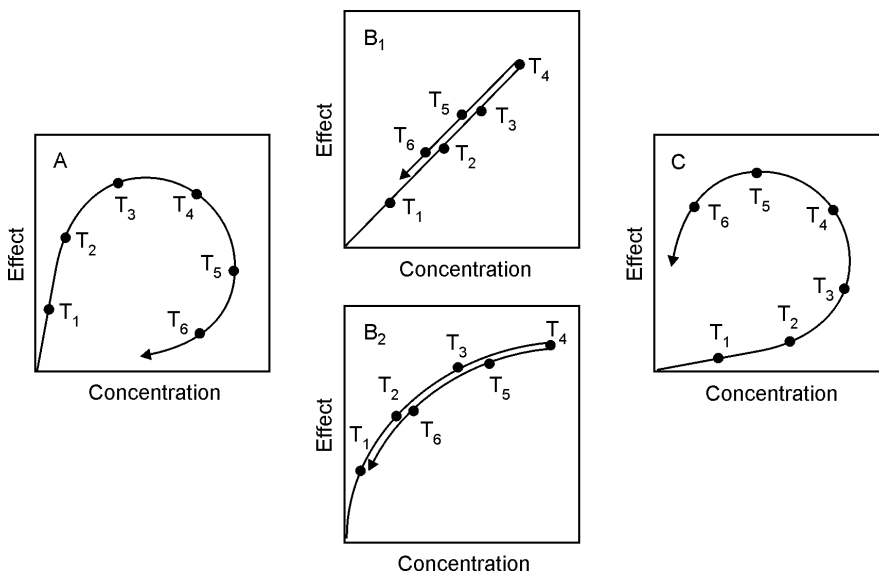 A
T₁
T₂
T₃
T₄
T₅
T₆
Effect
Concentration
B₁
T₁
T₂
T₃
T₄
T₅
T₆
Effect
Concentration
B₂
T₁
T₂
T₃
T₄
T₅
T₆
Effect
Concentration
C
T₁
T₂
T₃
T₄
T₅
T₆
Effect
Concentration